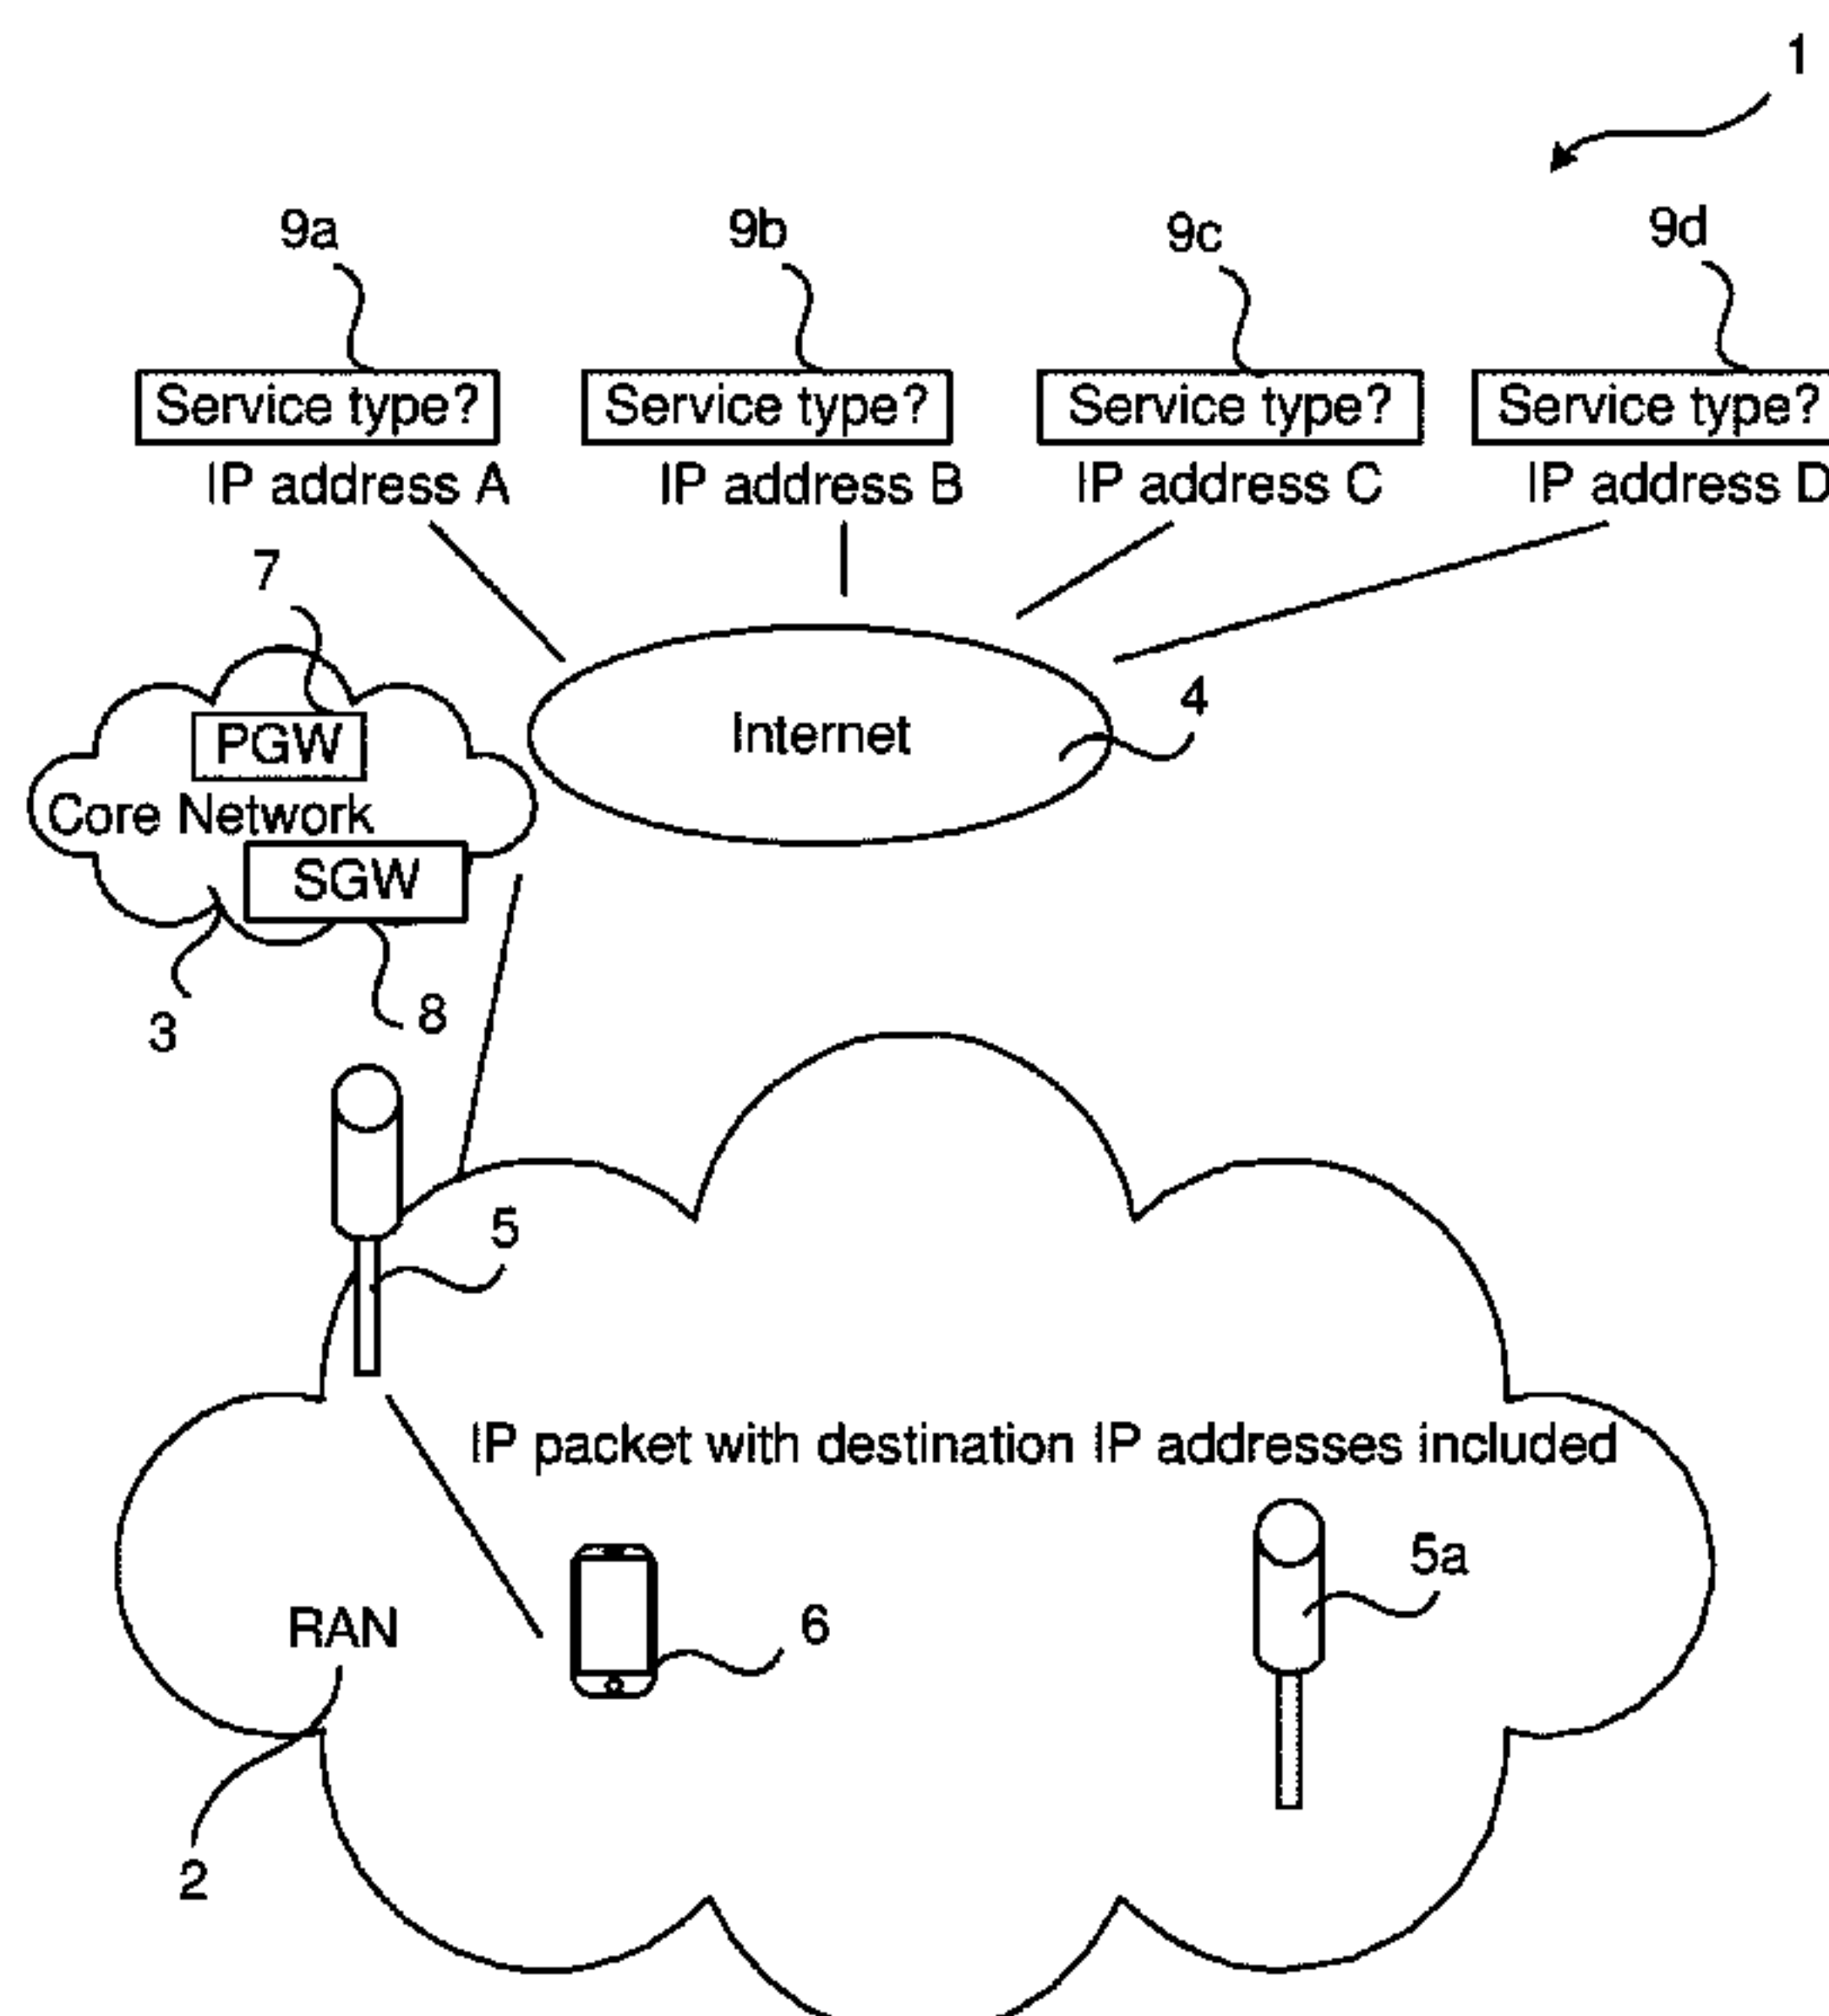 1
9a
9b
9c
9d
Service type?
Service type?
Service type?
Service type?
IP address A
IP address B
IP address C
IP address D
7
4
PGW
Internet
Core Network
SGW
3
8
5
IP packet with destination IP addresses included
5a
RAN
6
2